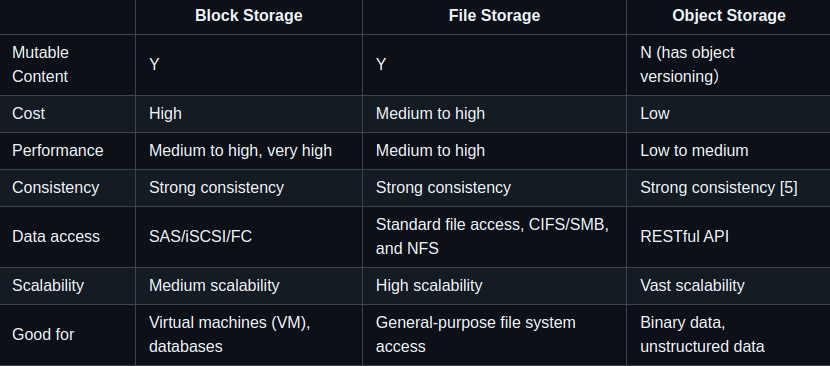 Block Storage File Storage Object Storage
Mutable Content Y Y N (has object versioning)
Cost High Medium to high Low
Performance Medium to high, very high Medium to high Low to medium
Consistency Strong consistency Strong consistency Strong consistency [5]
Data access SAS/iSCSI/FC Standard file access, CIFS/SMB, and NFS RESTful API
Scalability Medium scalability High scalability Vast scalability
Good for Virtual machines (VM), databases General-purpose file system access Binary data, unstructured data